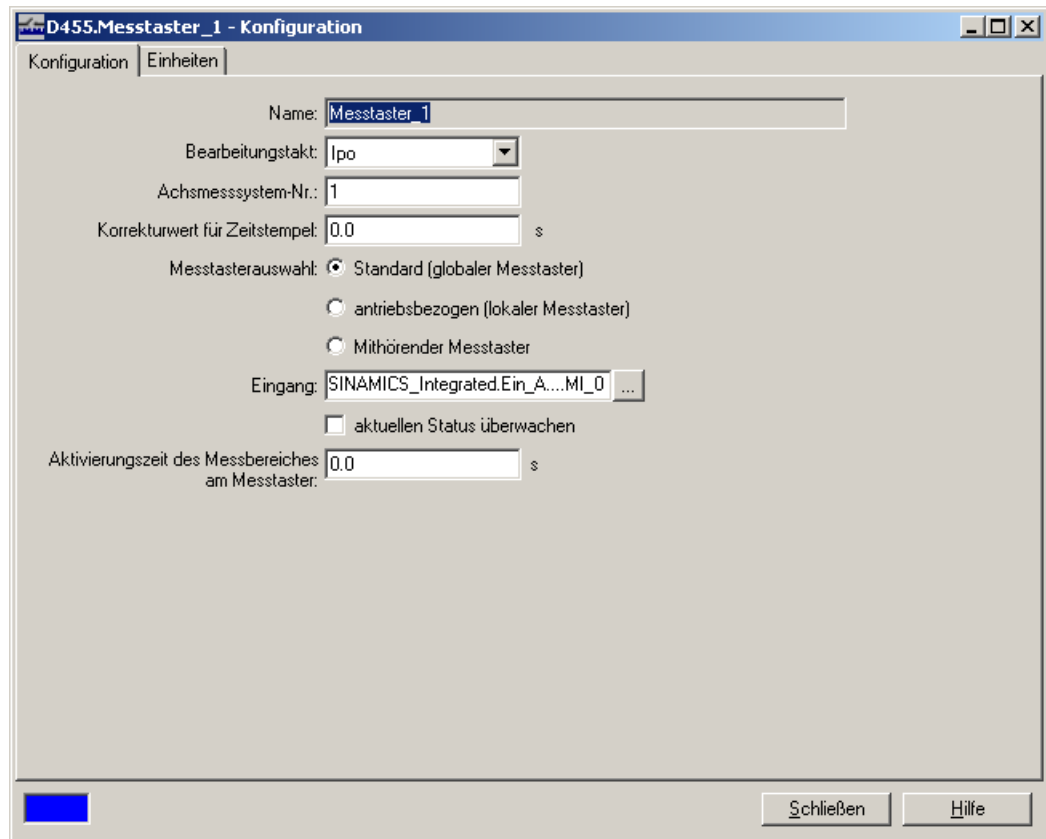 D455.Messtaster_1 - Konfiguration
Konfiguration Einheiten
Name: Messtaster_1
Bearbeitungstakt: Ipo
Achsmesssystem-Nr.: 1
Korrekturwert für Zeitstempel: 0.0 s
Messtasterauswahl: Standard (globaler Messtaster)
antriebsbezogen (lokaler Messtaster)
Mithörender Messtaster
Eingang: SINAMICS_Integrated.Ein_A....MI_0 ...
aktuellen Status überwachen
Aktivierungszeit des Messbereiches 0.0 s
am Messtaster:
Schließen Hilfe